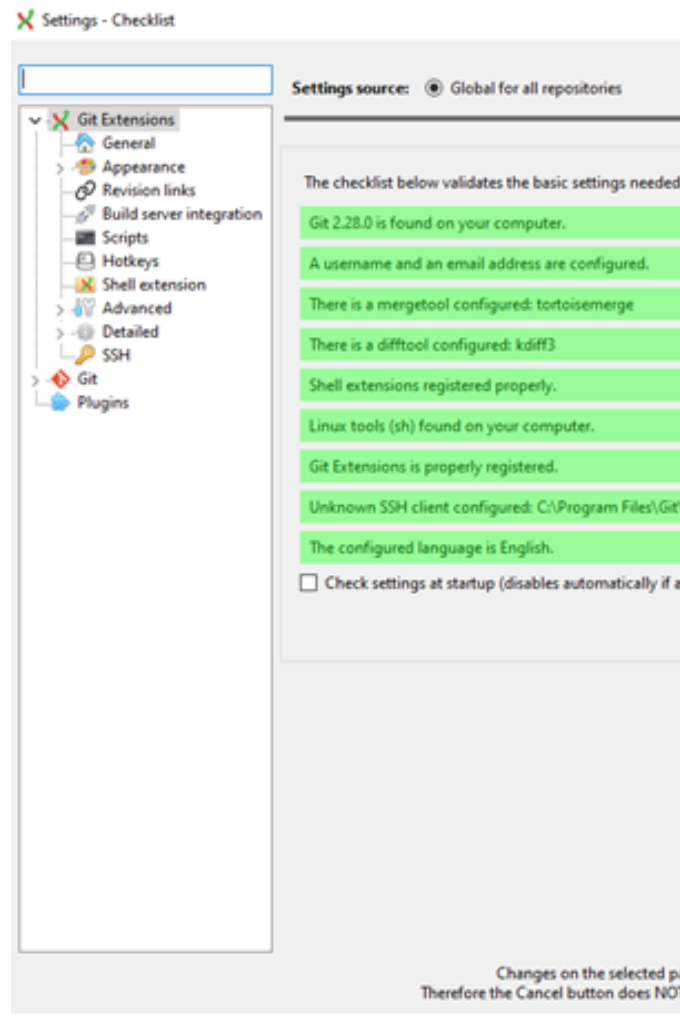 Settings - Checklist
Settings source: Global for all repositories
Git Extensions
General
Appearance
Revision links
Build server integration
Scripts
Hotkeys
Shell extension
Advanced
Detailed
SSH
Git
Plugins
The checklist below validates the basic settings needed
Git 2.28.0 is found on your computer.
A username and an email address are configured.
There is a mergetool configured: tortoisemerge
There is a difftool configured: kdiff3
Shell extensions registered properly.
Linux tools (sh) found on your computer.
Git Extensions is properly registered.
Unknown SSH client configured: C:\Program Files\Git\
The configured language is English.
Check settings at startup (disables automatically if a
Changes on the selected pa
Therefore the Cancel button does NOT